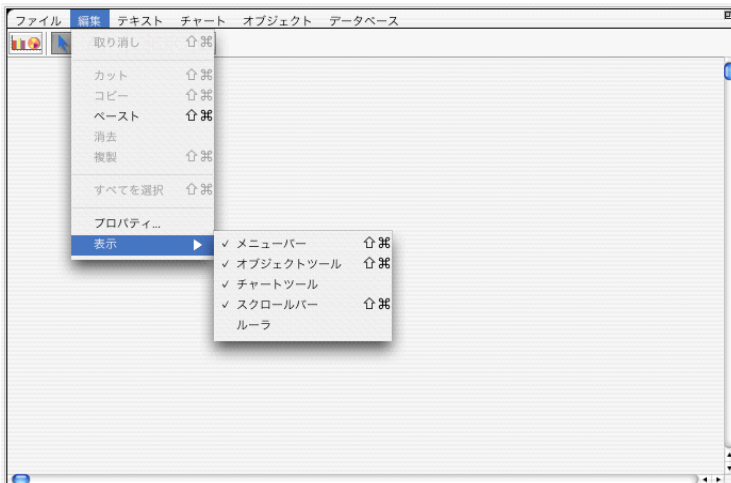 ファイル 編集 テキスト チャート オブジェクト データベース
取り消し ⇧⌘
カット ⇧⌘
コピー ⇧⌘
ペースト ⇧⌘
消去
複製 ⇧⌘
すべてを選択 ⇧⌘
プロパティ...
表示 ▶
✓ メニューバー ⇧⌘
✓ オブジェクトツール ⇧⌘
✓ チャートツール
✓ スクロールバー ⇧⌘
ルーラ